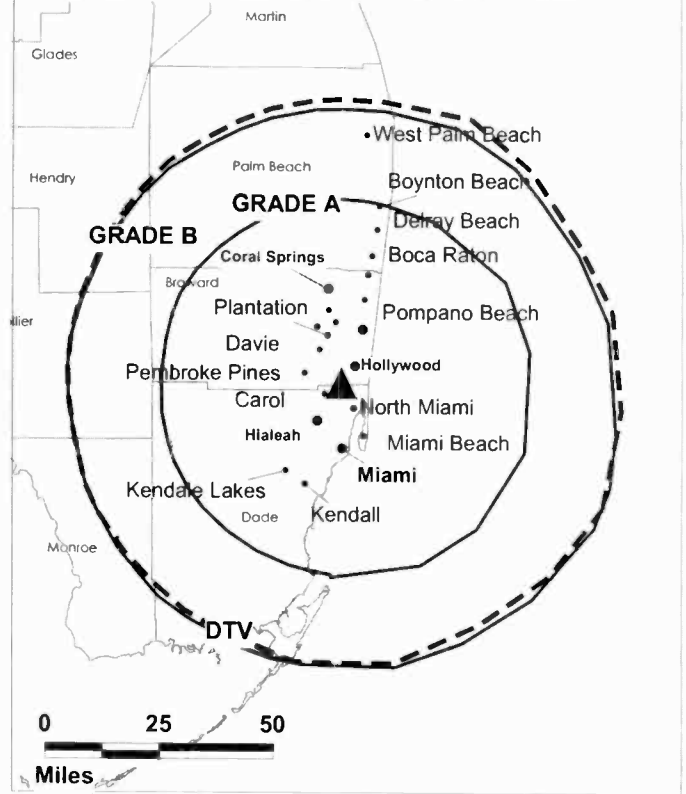 Martin
Glades
West Palm Beach
Palm Beach
Hendry
Boynton Beach
GRADE A
Delray Beach
GRADE B
Coral Springs
Boca Raton
Broward
Plantation
Pompano Beach
llier
Davie
Hollywood
Pembroke Pines
Carol
North Miami
Hialeah
Miami Beach
Miami
Kendale Lakes
Kendall
Dade
Monroe
DTV
0 25 50
Miles